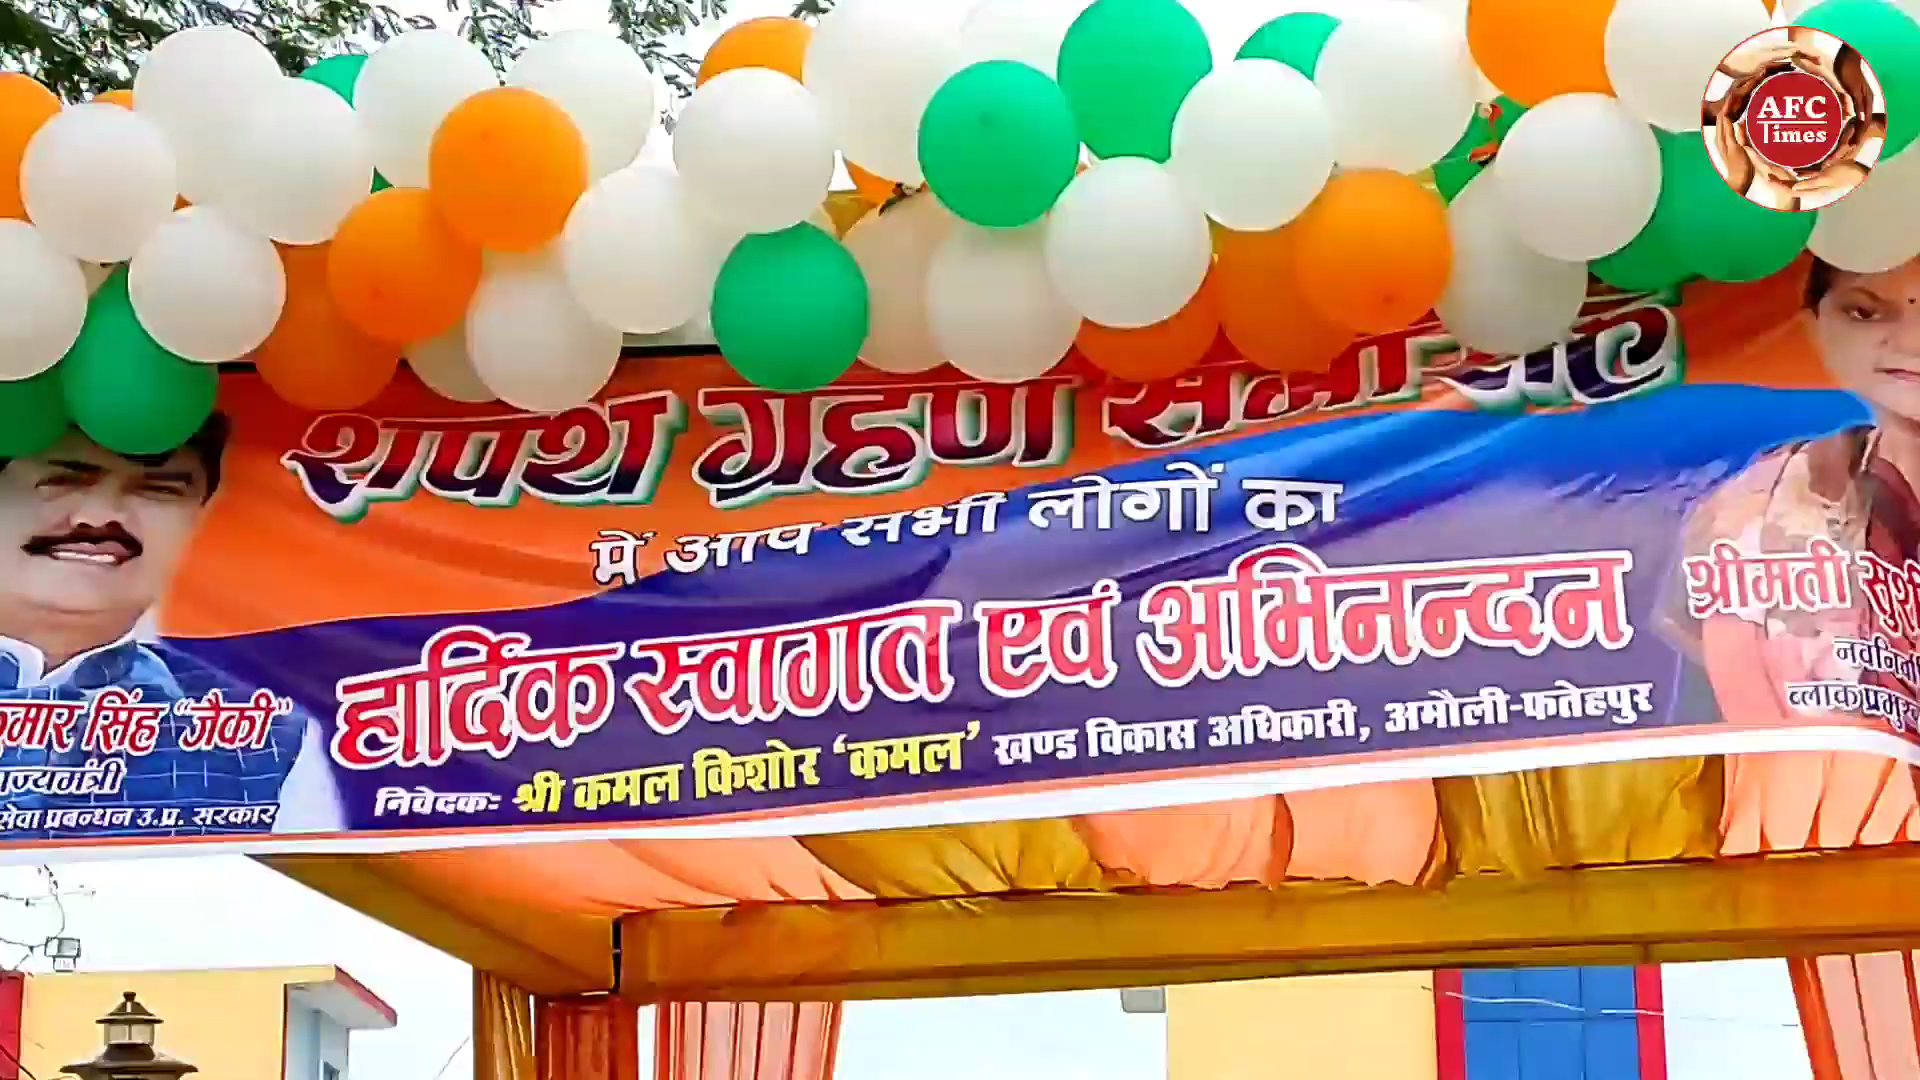 AFC
Times
शपथ ग्रहण समारोह
में आप सभी लोगों का
हार्दिक स्वागत एवं अभिनन्दन
निवेदकः श्री कमल किशोर ‘कमल’ खण्ड विकास अधिकारी, अमौली-फतेहपुर
सिंह “जैकी”
सेवा प्रबन्धन उ.प्र. सरकार
श्रीमती